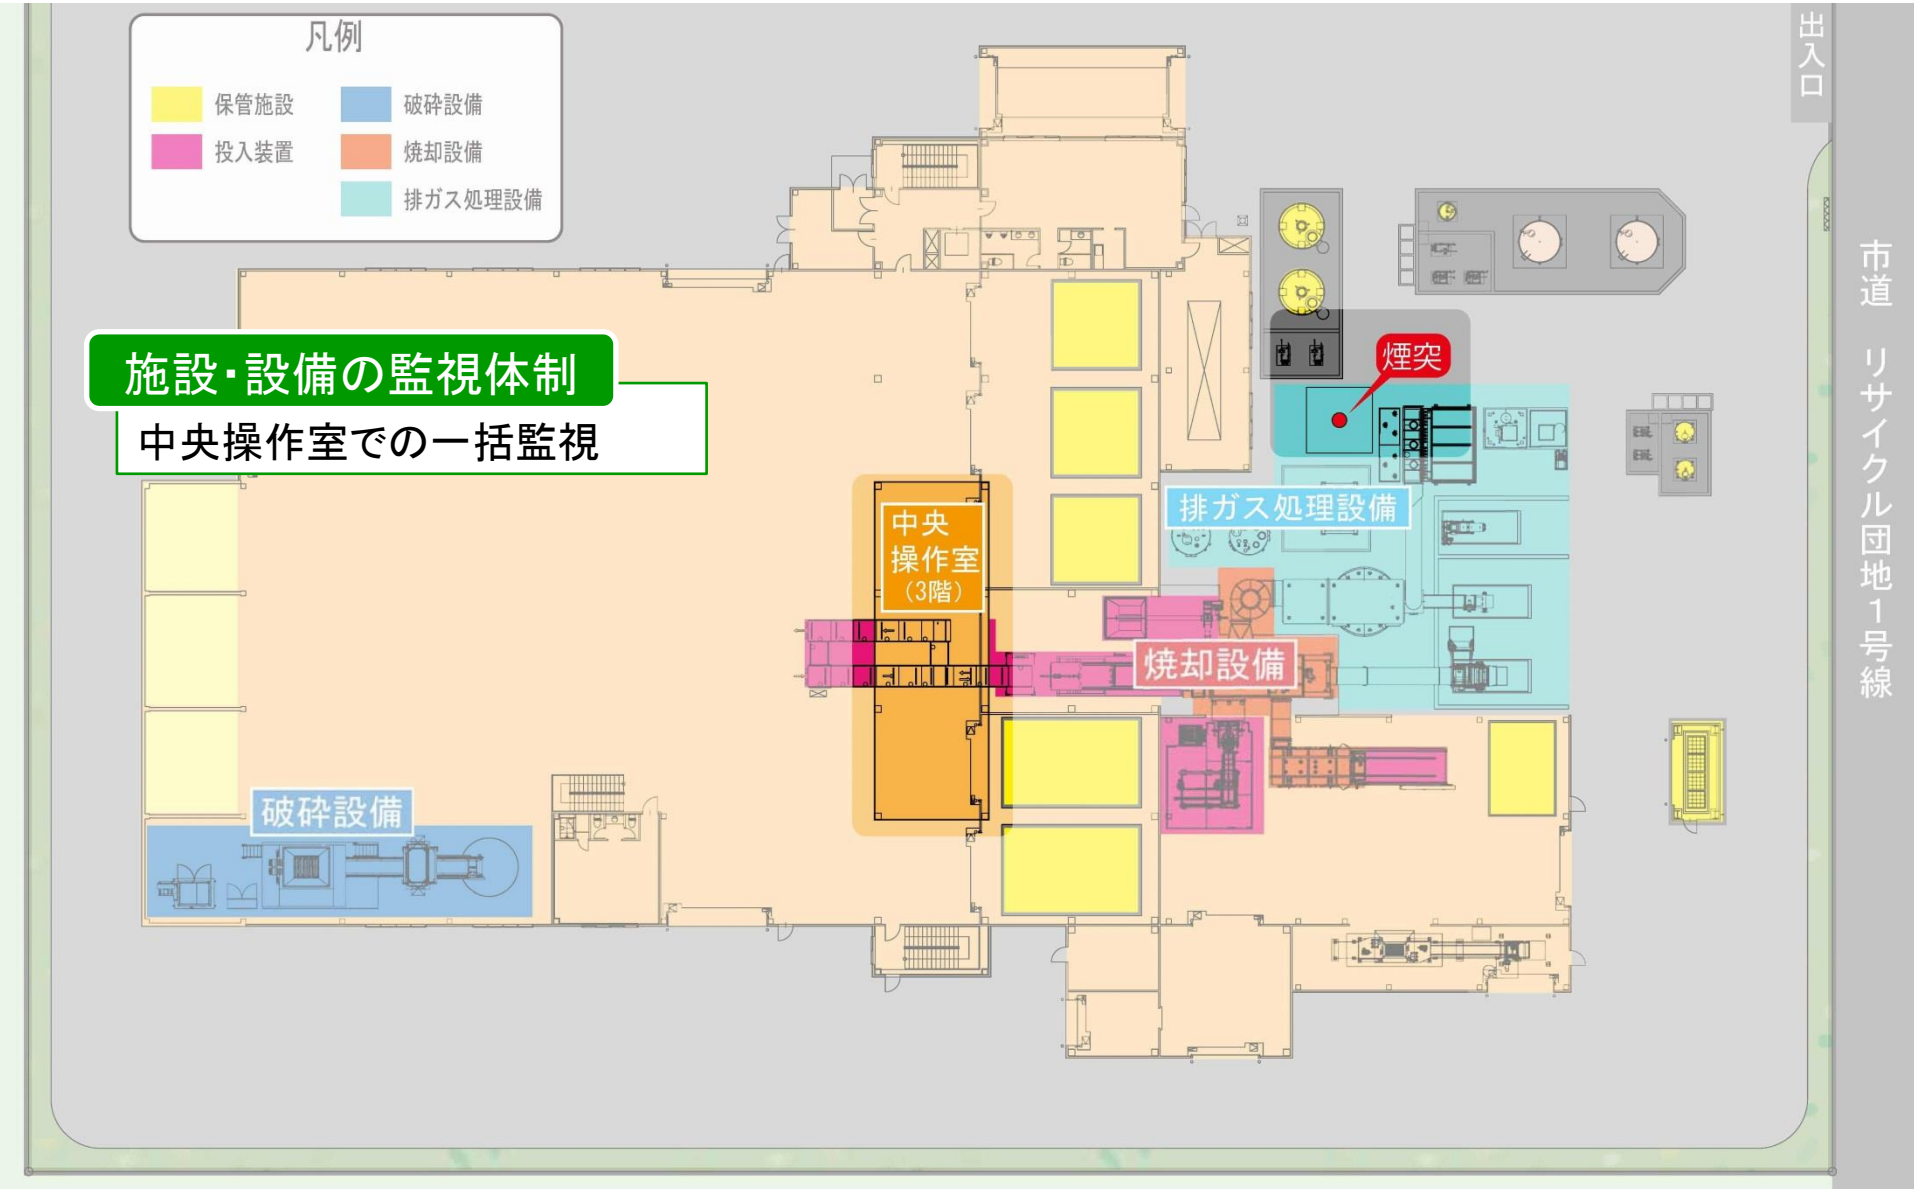 凡例
保管施設
破砕設備
投入装置
焼却設備
排ガス処理設備
出入口
施設・設備の監視体制
中央操作室での一括監視
煙突
排ガス処理設備
中央
操作室
（3階）
焼却設備
破砕設備
市道 リサイクル団地1号線